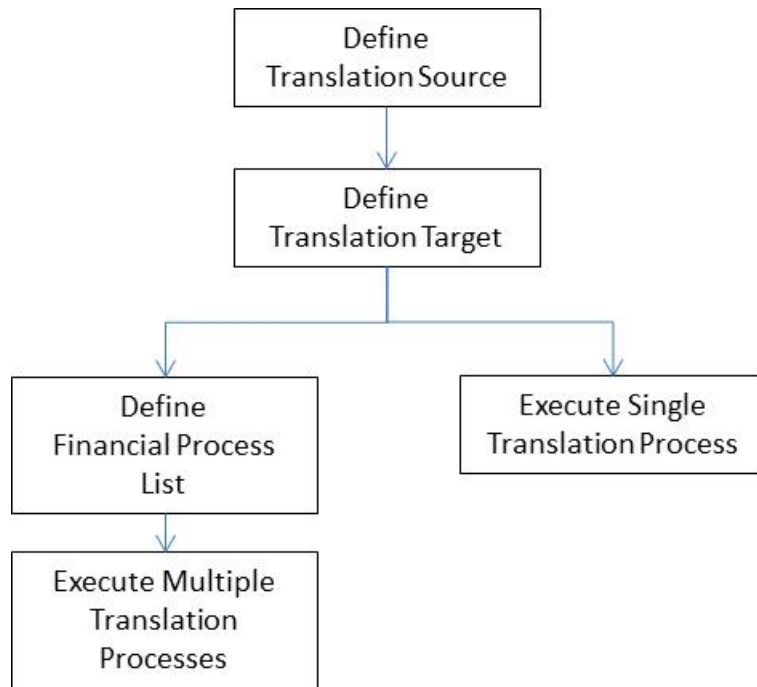 Define
Translation Source
Define
Translation Target
Define
Financial Process
List
Execute Single
Translation Process
Execute Multiple
Translation
Processes